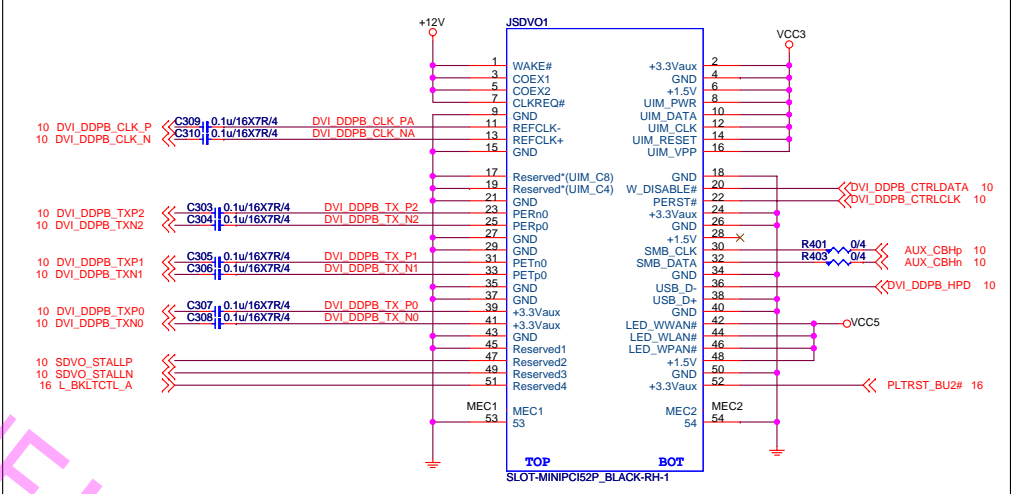 +12V
JSDVO1
VCC3
1 WAKE# +3.3Vaux 2
3 COEX1 GND 4
5 COEX2 +1.5V 6
7 CLKREQ# UIM_PWR 8
9 GND UIM_DATA 10
10 DVI_DDPB_CLK_P C309 0.1u/16X7R/4 DVI_DDPB_CLK_PA 11 REFCLK- UIM_CLK 12
10 DVI_DDPB_CLK_N C310 0.1u/16X7R/4 DVI_DDPB_CLK_NA 13 REFCLK+ UIM_RESET 14
15 GND UIM_VPP 16
17 Reserved*(UIM_C8) GND 18
19 Reserved*(UIM_C4) W_DISABLE# 20 DVI_DDPB_CTRLDATA 10
21 GND PERST# 22 DVI_DDPB_CTRLCLK 10
10 DVI_DDPB_TXP2 C303 0.1u/16X7R/4 DVI_DDPB_TX_P2 23 PERn0 +3.3Vaux 24
10 DVI_DDPB_TXN2 C304 0.1u/16X7R/4 DVI_DDPB_TX_N2 25 PERp0 GND 26
27 GND +1.5V 28
29 GND SMB_CLK 30 R401 0/4 AUX_CBHp 10
10 DVI_DDPB_TXP1 C305 0.1u/16X7R/4 DVI_DDPB_TX_P1 31 PETn0 SMB_DATA 32 R403 0/4 AUX_CBHn 10
10 DVI_DDPB_TXN1 C306 0.1u/16X7R/4 DVI_DDPB_TX_N1 33 PETp0 GND 34
35 GND USB_D- 36 DVI_DDPB_HPD 10
37 GND USB_D+ 38
10 DVI_DDPB_TXP0 C307 0.1u/16X7R/4 DVI_DDPB_TX_P0 39 +3.3Vaux GND 40
10 DVI_DDPB_TXN0 C308 0.1u/16X7R/4 DVI_DDPB_TX_N0 41 +3.3Vaux LED_WWAN# 42 VCC5
43 GND LED_WLAN# 44
45 Reserved1 LED_WPAN# 46
10 SDVO_STALLP 47 Reserved2 +1.5V 48
10 SDVO_STALLN 49 Reserved3 GND 50
16 L_BKLTCTL_A 51 Reserved4 +3.3Vaux 52 PLTRST_BU2# 16
MEC1 MEC1 MEC2 MEC2
53 53 54 54
TOP BOT
SLOT-MINIPCI52P_BLACK-RH-1